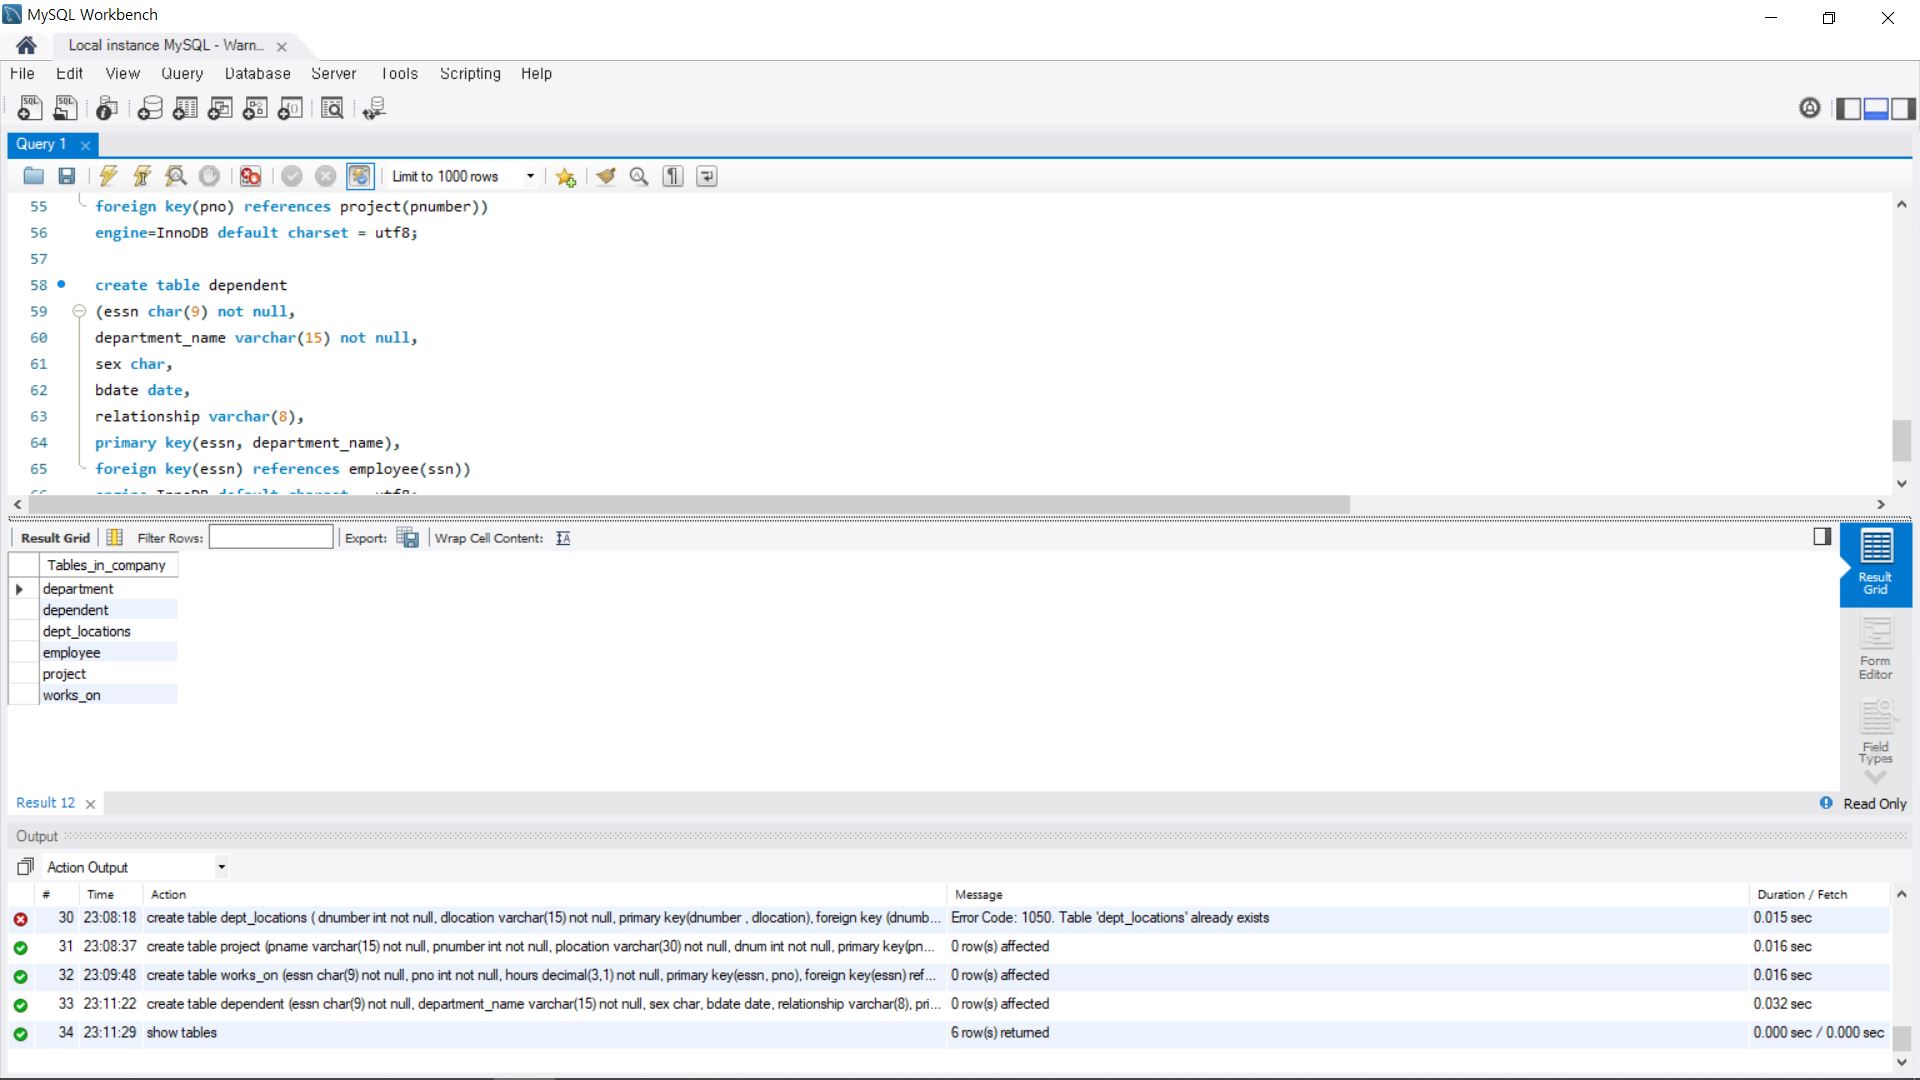 MySQL Workbench
Local instance MySQL - Warn...
File Edit View Query Database Server Tools Scripting Help
Query 1
Limit to 1000 rows
55 foreign key(pno) references project(pnumber))
56 engine=InnoDB default charset = utf8;
57
58 create table dependent
59 (essn char(9) not null,
60 department_name varchar(15) not null,
61 sex char,
62 bdate date,
63 relationship varchar(8),
64 primary key(essn, department_name),
65 foreign key(essn) references employee(ssn))
Result Grid Filter Rows: Export: Wrap Cell Content:
Tables_in_company
department
dependent
dept_locations
employee
project
works_on
Result Grid
Form Editor
Field Types
Result 12 Read Only
Output
Action Output
# Time Action Message Duration / Fetch
30 23:08:18 create table dept_locations ( dnumber int not null, dlocation varchar(15) not null, primary key(dnumber , dlocation), foreign key (dnumb... Error Code: 1050. Table 'dept_locations' already exists 0.015 sec
31 23:08:37 create table project (pname varchar(15) not null, pnumber int not null, plocation varchar(30) not null, dnum int not null, primary key(pn... 0 row(s) affected 0.016 sec
32 23:09:48 create table works_on (essn char(9) not null, pno int not null, hours decimal(3,1) not null, primary key(essn, pno), foreign key(essn) ref... 0 row(s) affected 0.016 sec
33 23:11:22 create table dependent (essn char(9) not null, department_name varchar(15) not null, sex char, bdate date, relationship varchar(8), pri... 0 row(s) affected 0.032 sec
34 23:11:29 show tables 6 row(s) returned 0.000 sec / 0.000 sec